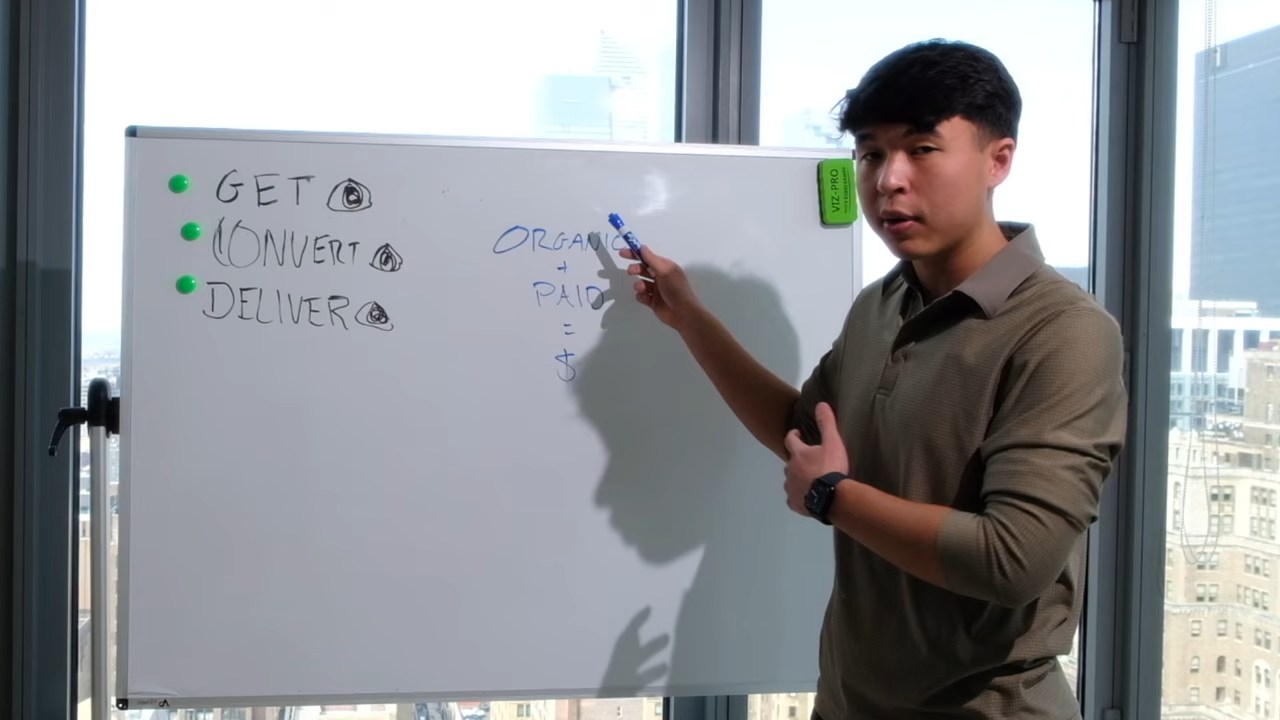 GET
CONVERT
DELIVER
ORGANIC
+
PAID
=
$
VIZ-PRO